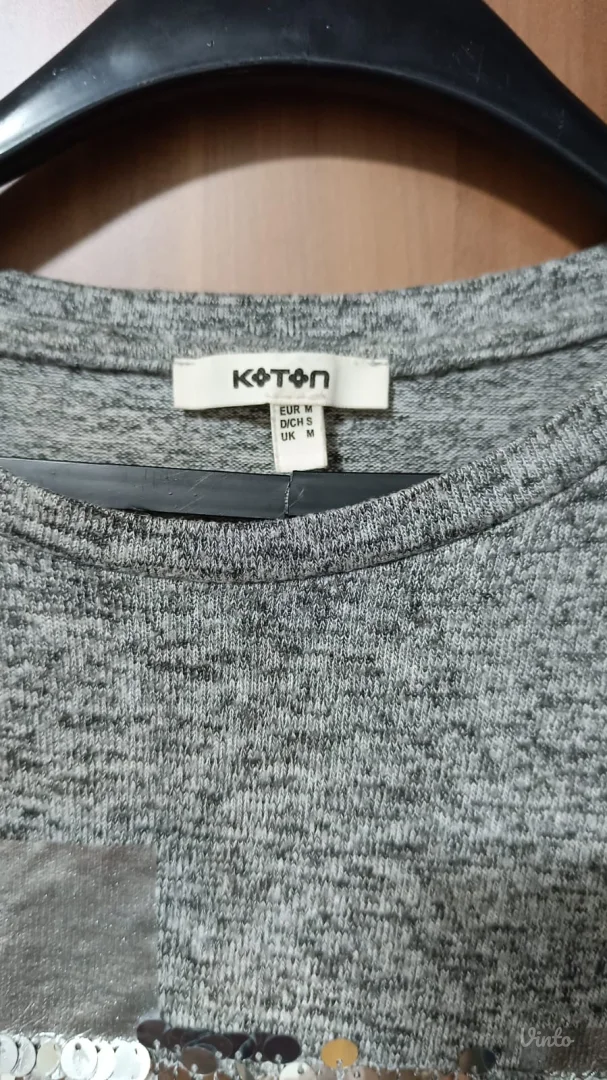 KOTON
EUR M
D/CH S
UK M
Vinto